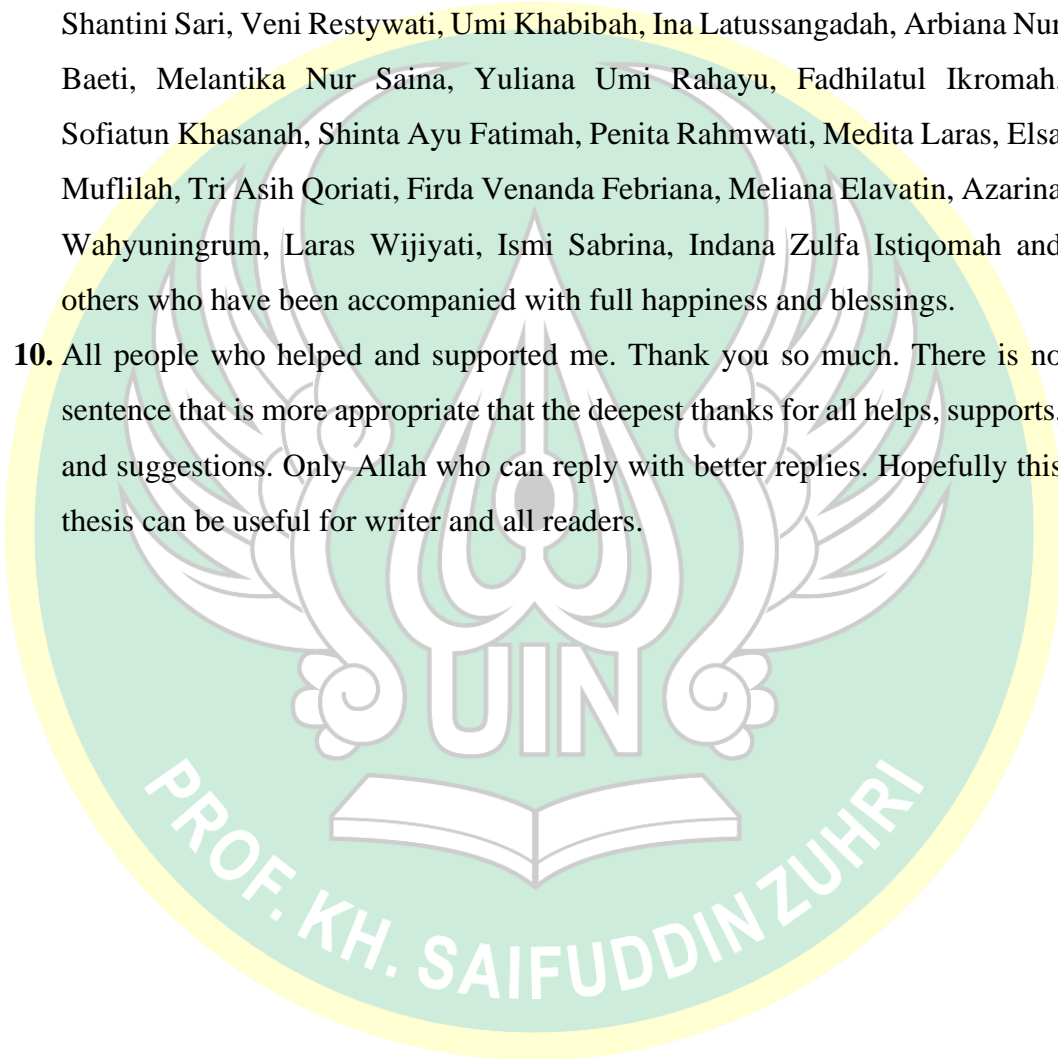 Shantini Sari, Veni Restywati, Umi Khabibah, Ina Latussangadah, Arbiana Nur
Baeti, Melantika Nur Saina, Yuliana Umi Rahayu, Fadhilatul Ikromah,
Sofiatun Khasanah, Shinta Ayu Fatimah, Penita Rahmwati, Medita Laras, Elsa
Muflilah, Tri Asih Qoriati, Firda Venanda Febriana, Meliana Elavatin, Azarina
Wahyuningrum, Laras Wijiyati, Ismi Sabrina, Indana Zulfa Istiqomah and
others who have been accompanied with full happiness and blessings.
10. All people who helped and supported me. Thank you so much. There is no
sentence that is more appropriate that the deepest thanks for all helps, supports,
and suggestions. Only Allah who can reply with better replies. Hopefully this
thesis can be useful for writer and all readers.
UIN
PROF. KH. SAIFUDDIN ZUHRI